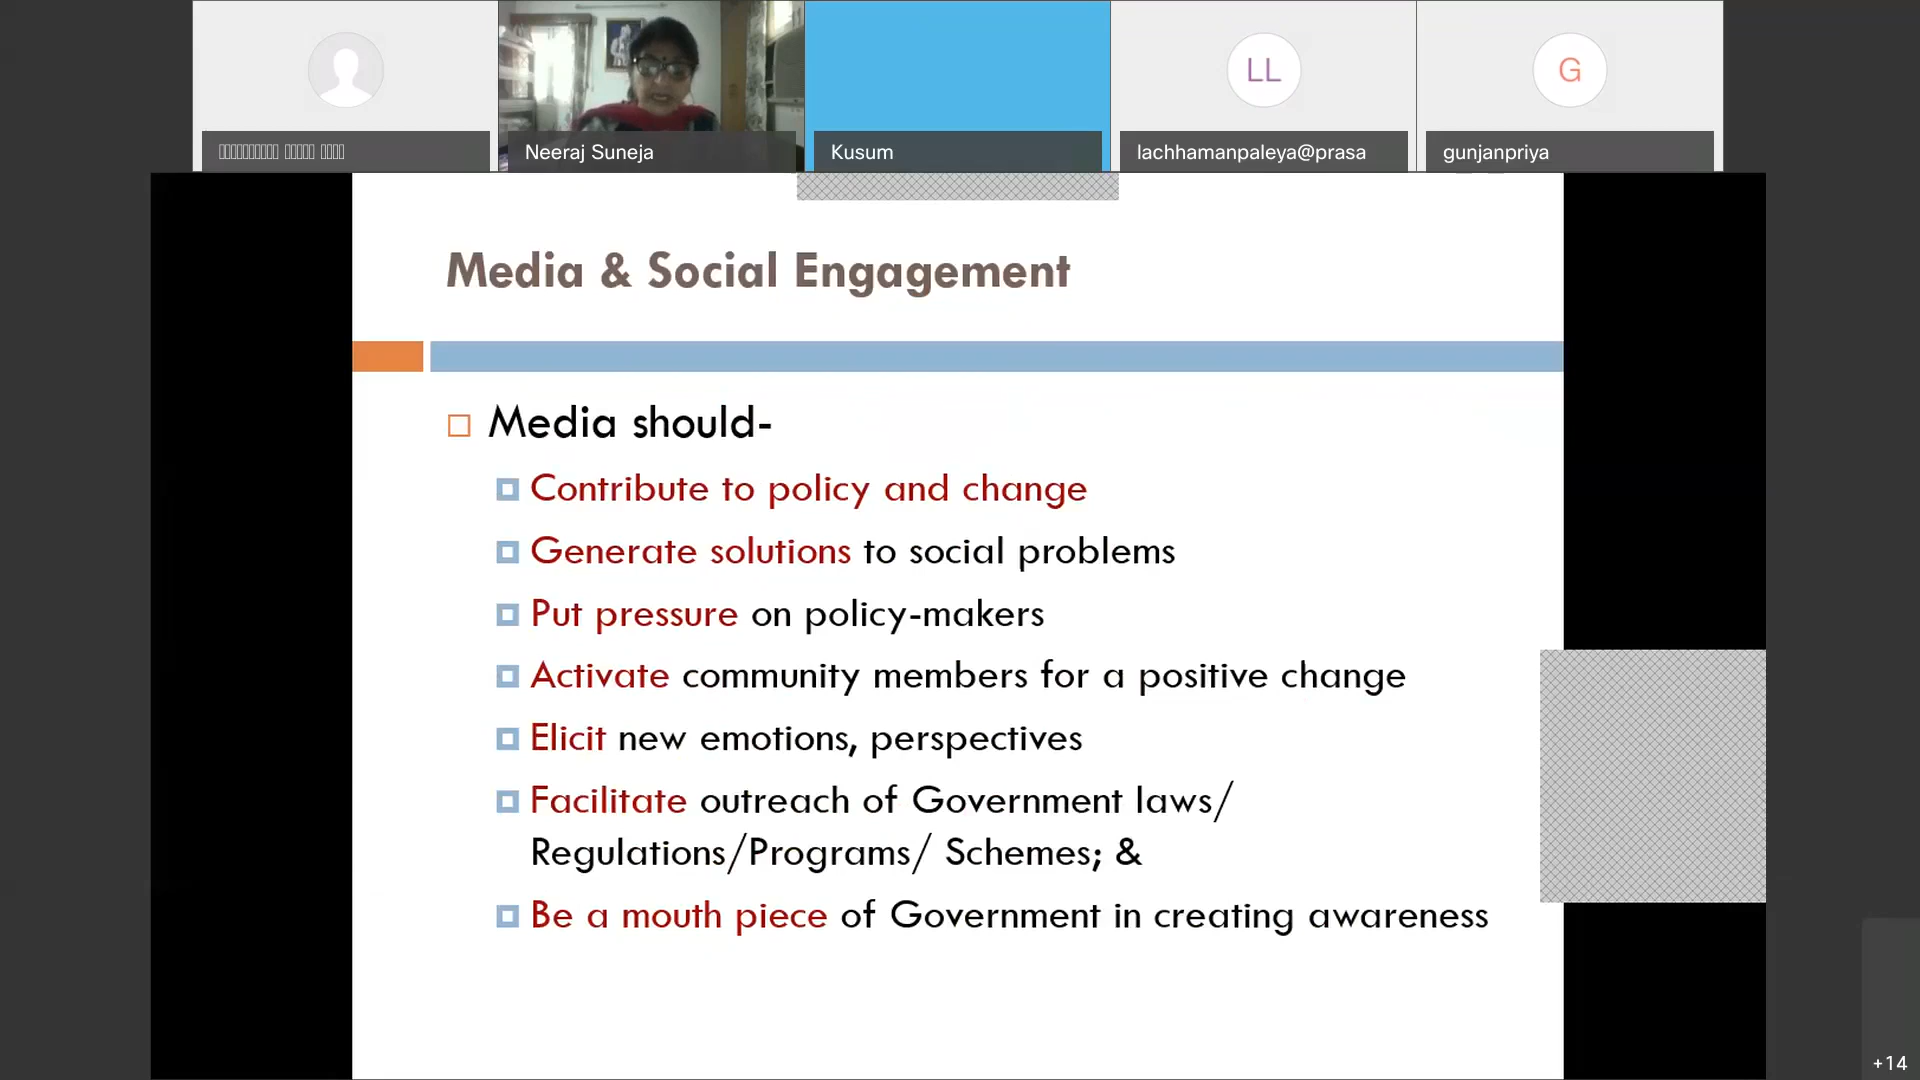 Neeraj Suneja
Kusum
LL
lachhamanpaleya@prasa
G
gunjanpriya
Media & Social Engagement
Media should-
Contribute to policy and change
Generate solutions to social problems
Put pressure on policy-makers
Activate community members for a positive change
Elicit new emotions, perspectives
Facilitate outreach of Government laws/
Regulations/Programs/ Schemes; &
Be a mouth piece of Government in creating awareness
+14